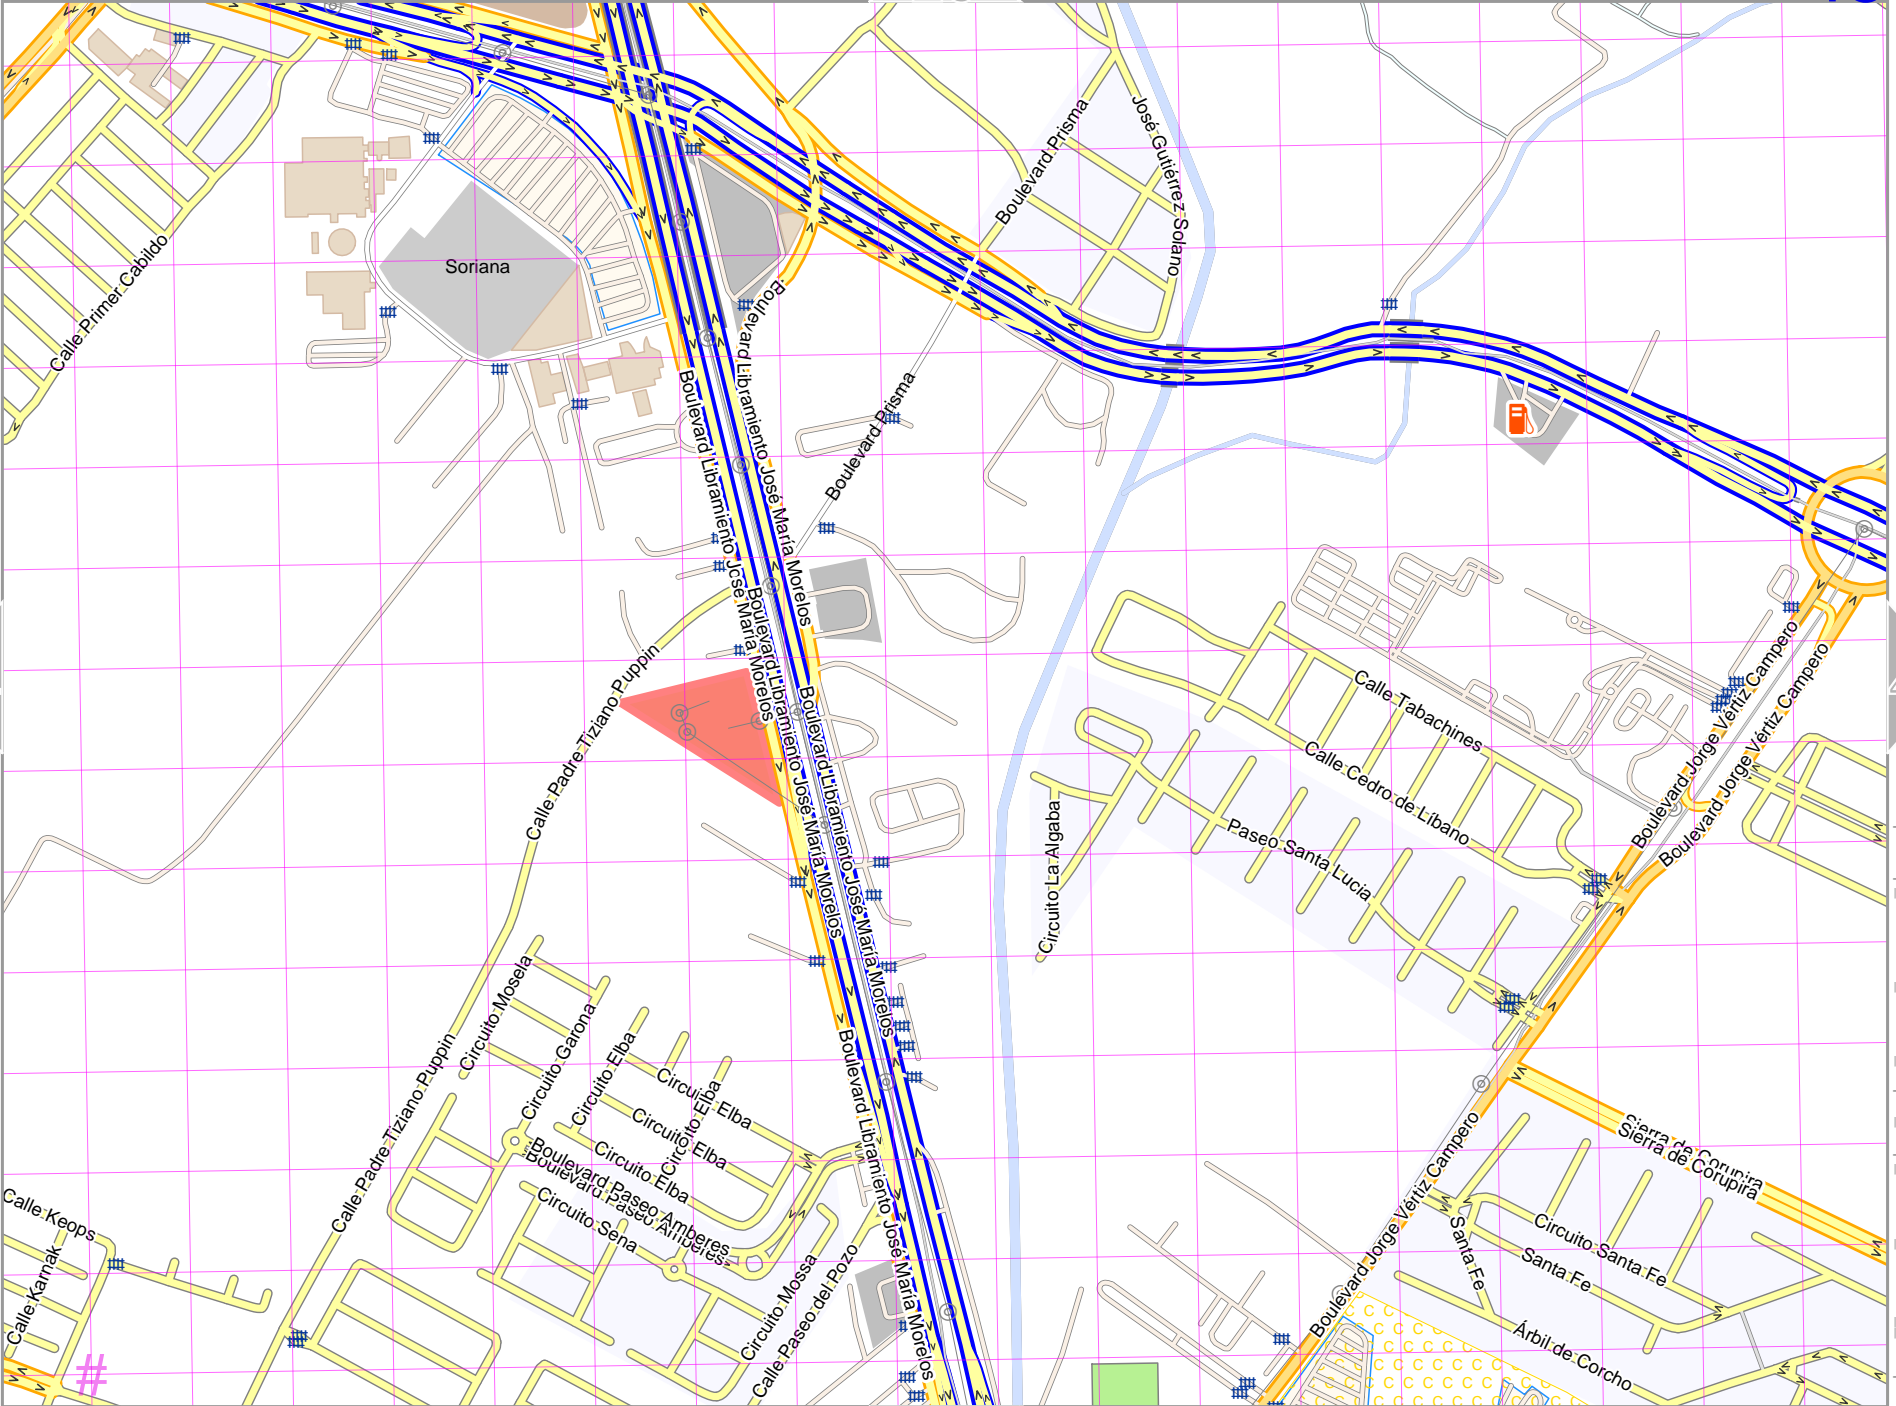 José Gutiérrez Solano
Boulevard Prisma
Calle Primer Cabildo
Soriana
Boulevard Libramiento José María Morelos
Boulevard Libramiento José María Morelos
Boulevard Prisma
Calle Padre Tiziano Puppin
Boulevard Libramiento José María Morelos
Boulevard Libramiento José María Morelos
Calle Tabachines
Calle Cedro de Líbano
Boulevard Jorge Vértiz Campero
Boulevard Jorge Vértiz Campero
Paseo Santa Lucia
Circuito La Algaba
Circuito Mosela
Circuito Garona
Circuito Elba
Circuito Elba
Circuito Elba
Circuito Elba
Circuito Elba
Calle Padre Tiziano Puppin
Boulevard Paseo Amberes
Boulevard Paseo Amberes
Circuito Sena
Circuito Mossa
Calle Paseo del Pozo
Boulevard Libramiento José María Morelos
Calle Keops
Calle Karnak
#
Boulevard Jorge Vértiz Campero
Sierra de Corupira
Sierra de Corupira
Circuito Santa Fe
Santa Fe
Santa Fe
Árbil de Corcho